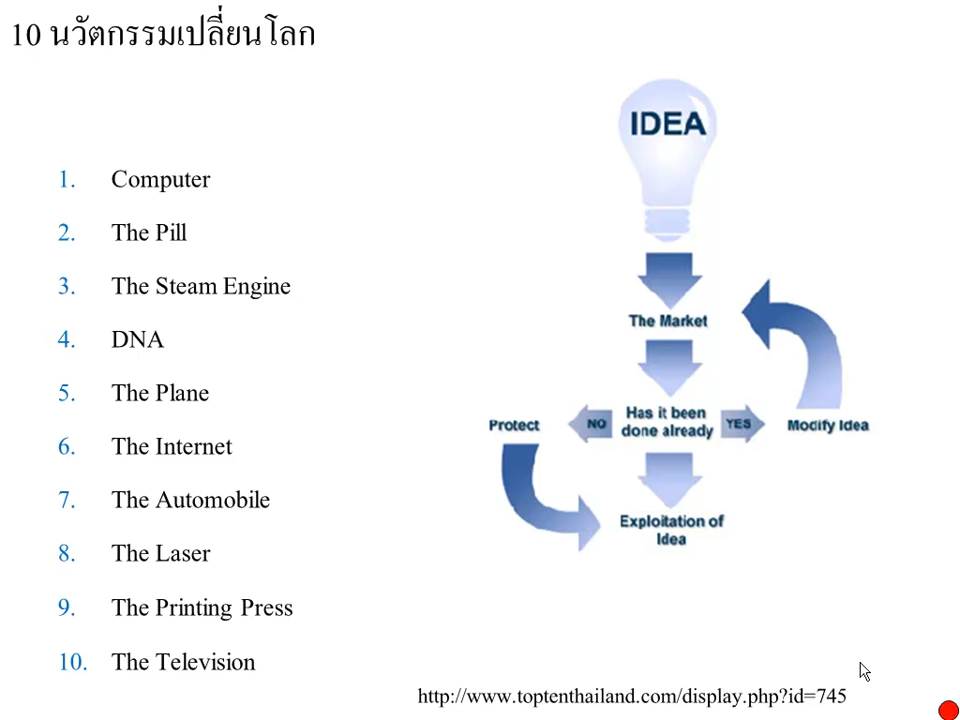 10 นวัตกรรมเปลี่ยนโลก
1. Computer
2. The Pill
3. The Steam Engine
4. DNA
5. The Plane
6. The Internet
7. The Automobile
8. The Laser
9. The Printing Press
10. The Television
IDEA
The Market
Protect
NO
Has it been
done already
YES
Modify Idea
Exploitation of
Idea
http://www.toptenthailand.com/display.php?id=745